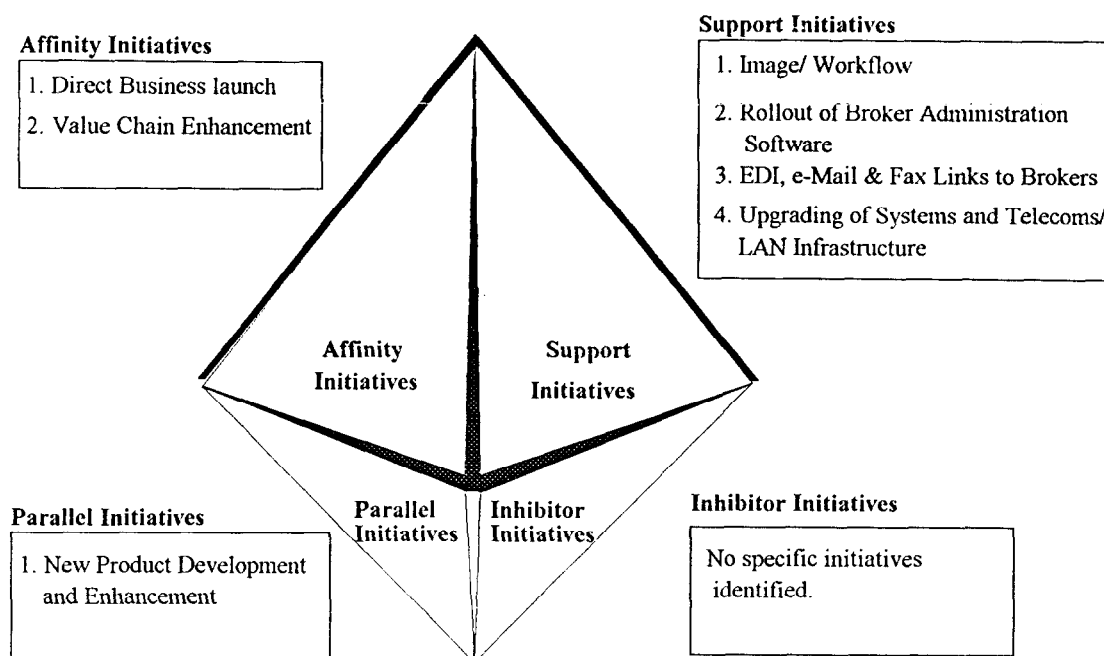 Affinity Initiatives
1. Direct Business launch
2. Value Chain Enhancement
Support Initiatives
1. Image/ Workflow
2. Rollout of Broker Administration
Software
3. EDI, e-Mail & Fax Links to Brokers
4. Upgrading of Systems and Telecoms/
LAN Infrastructure
Affinity
Initiatives
Support
Initiatives
Parallel
Initiatives
Inhibitor
Initiatives
Parallel Initiatives
1. New Product Development
and Enhancement
Inhibitor Initiatives
No specific initiatives
identified.